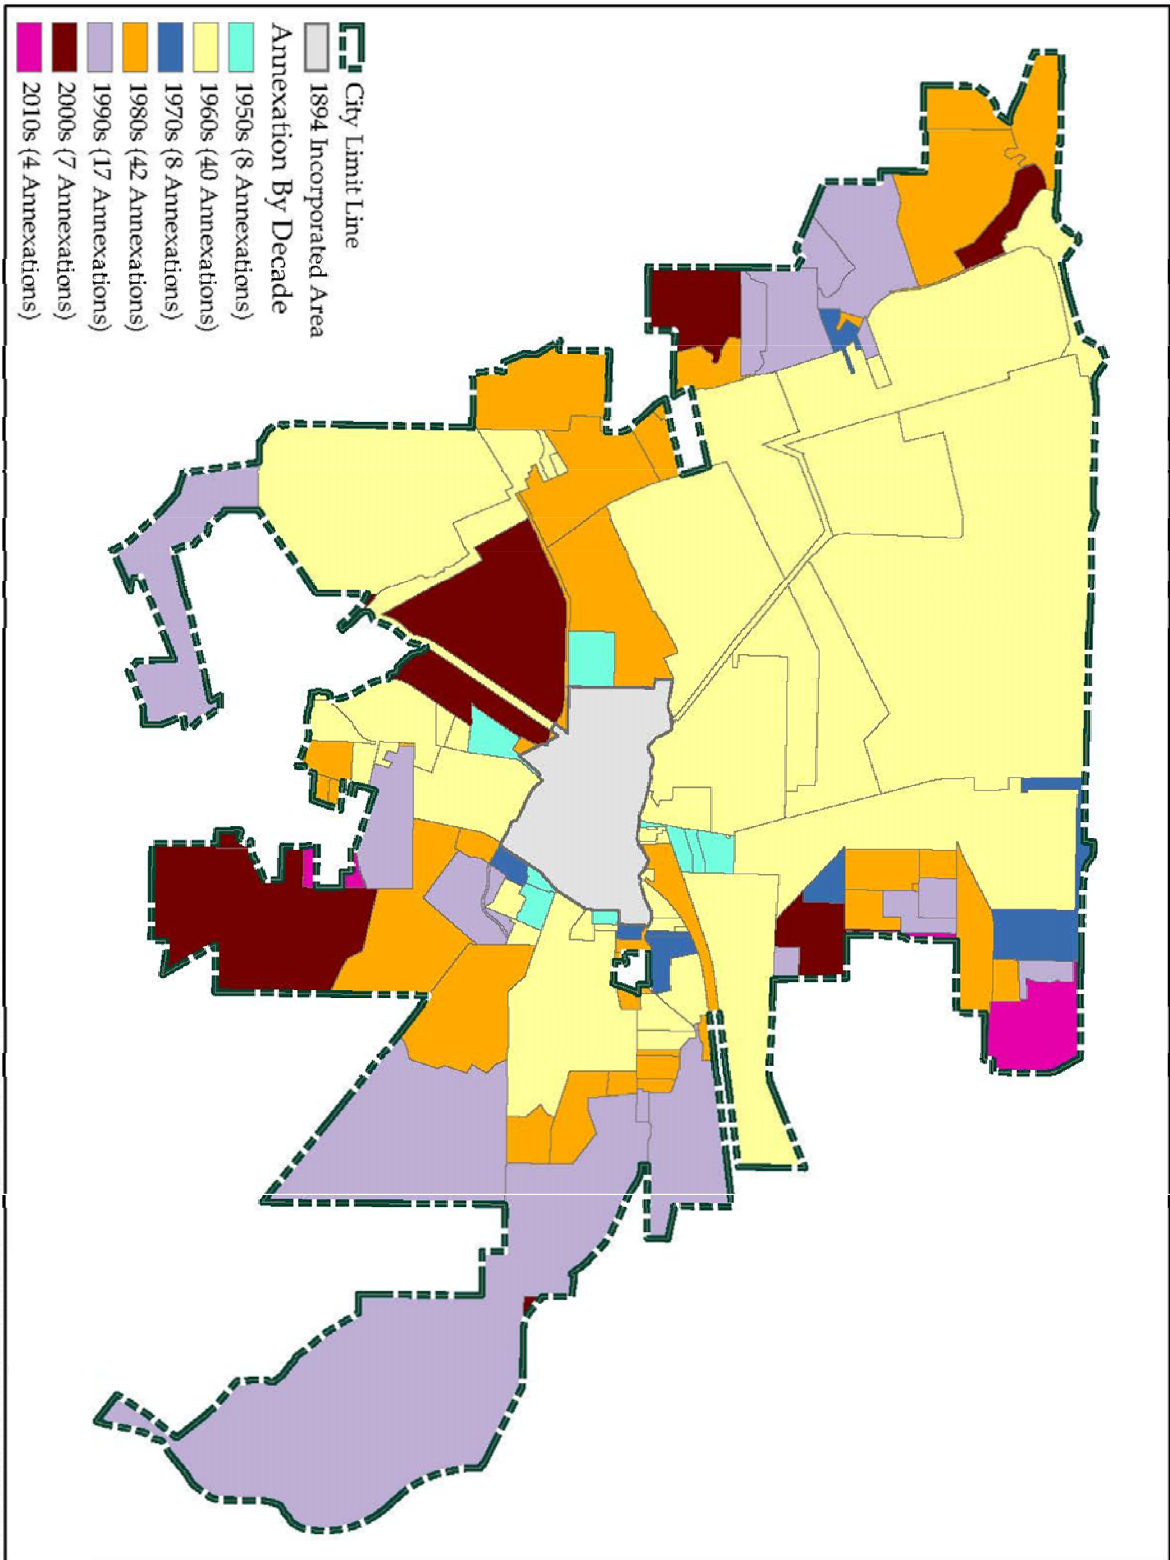 City Limit Line
1894 Incorporated Area
Annexation By Decade
1950s (8 Annexations)
1960s (40 Annexations)
1970s (8 Annexations)
1980s (42 Annexations)
1990s (17 Annexations)
2000s (7 Annexations)
2010s (4 Annexations)